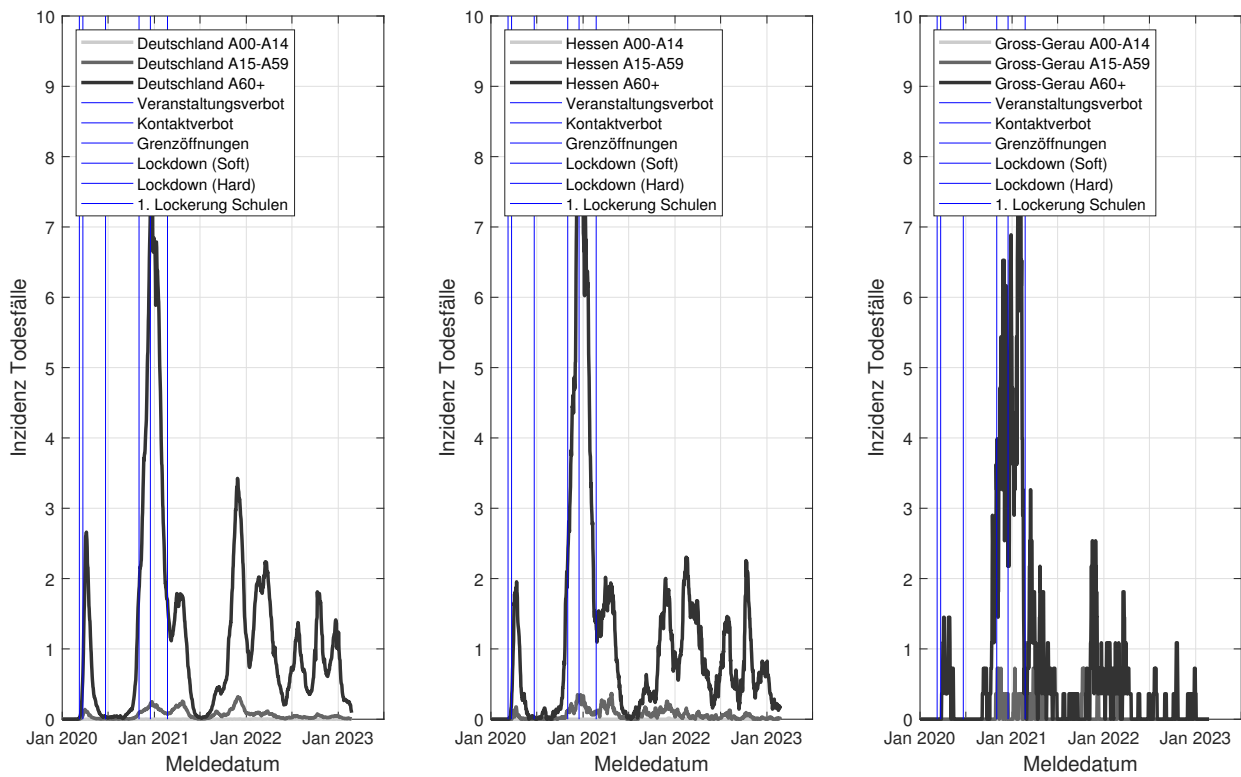 10
9
8
7
6
5
4
3
2
1
0
Inzidenz Todesfälle
Deutschland A00-A14
Deutschland A15-A59
Deutschland A60+
Veranstaltungsverbot
Kontaktverbot
Grenzöffnungen
Lockdown (Soft)
Lockdown (Hard)
1. Lockerung Schulen
Jan 2020 Jan 2021 Jan 2022 Jan 2023
Meldedatum
10
9
8
7
6
5
4
3
2
1
0
Inzidenz Todesfälle
Hessen A00-A14
Hessen A15-A59
Hessen A60+
Veranstaltungsverbot
Kontaktverbot
Grenzöffnungen
Lockdown (Soft)
Lockdown (Hard)
1. Lockerung Schulen
Jan 2020 Jan 2021 Jan 2022 Jan 2023
Meldedatum
10
9
8
7
6
5
4
3
2
1
0
Inzidenz Todesfälle
Gross-Gerau A00-A14
Gross-Gerau A15-A59
Gross-Gerau A60+
Veranstaltungsverbot
Kontaktverbot
Grenzöffnungen
Lockdown (Soft)
Lockdown (Hard)
1. Lockerung Schulen
Jan 2020 Jan 2021 Jan 2022 Jan 2023
Meldedatum